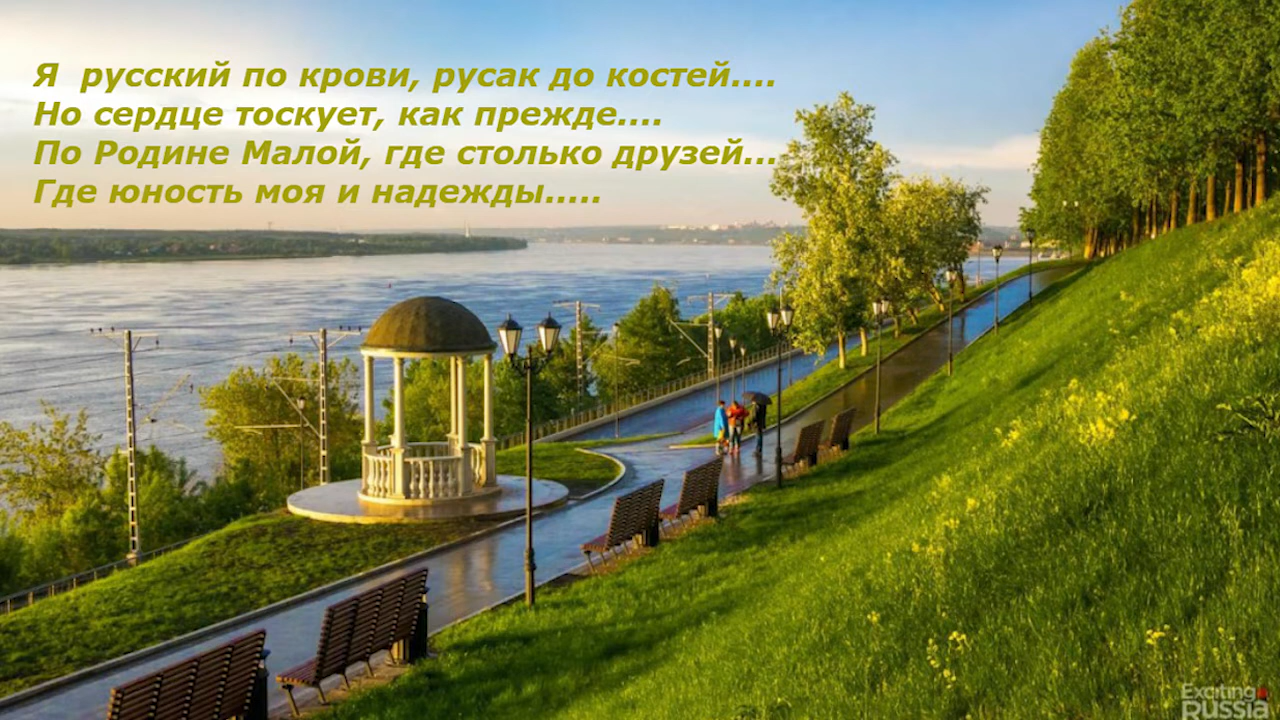 Я  русский по крови, русак до костей....
Но сердце тоскует, как прежде....
По Родине Малой, где столько друзей...
Где юность моя и надежды.....
Exciting
Russia